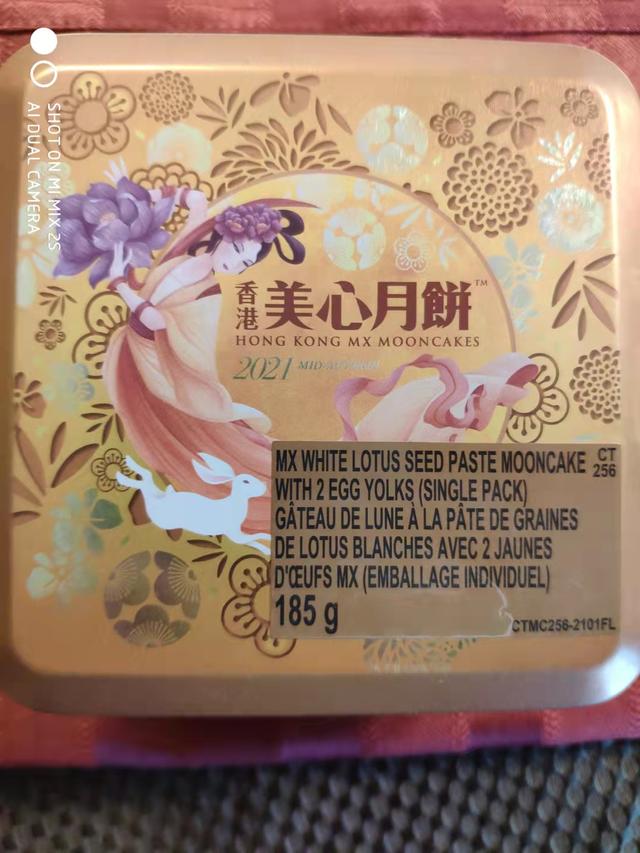 SHOT ON MI MIX 2S
AI DUAL CAMERA
香港
美心月餅™
HONG KONG MX MOONCAKES
2021 MID-AUTUMN
MX WHITE LOTUS SEED PASTE MOONCAKE
CT
256
WITH 2 EGG YOLKS (SINGLE PACK)
GÂTEAU DE LUNE À LA PÂTE DE GRAINES
DE LOTUS BLANCHES AVEC 2 JAUNES
D'ŒUFS MX (EMBALLAGE INDIVIDUEL)
185 g
CTMC256-2101FL